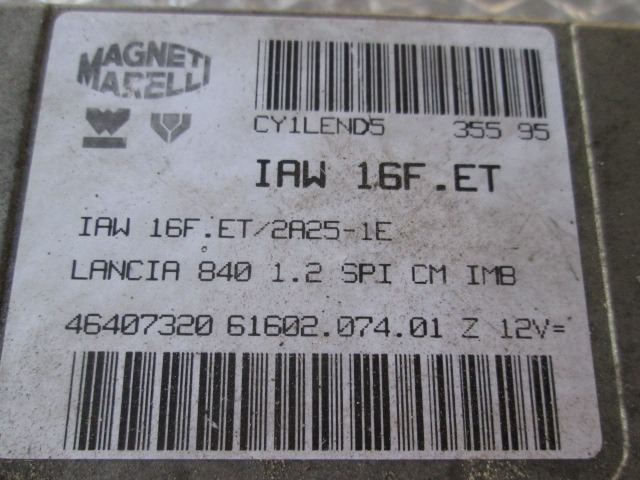 MAGNETI
MARELLI
CY1LEND5 355 95
IAW 16F.ET
IAW 16F.ET/2A25-1E
LANCIA 840 1.2 SPI CM IMB
46407320 61602.074.01 Z 12V=